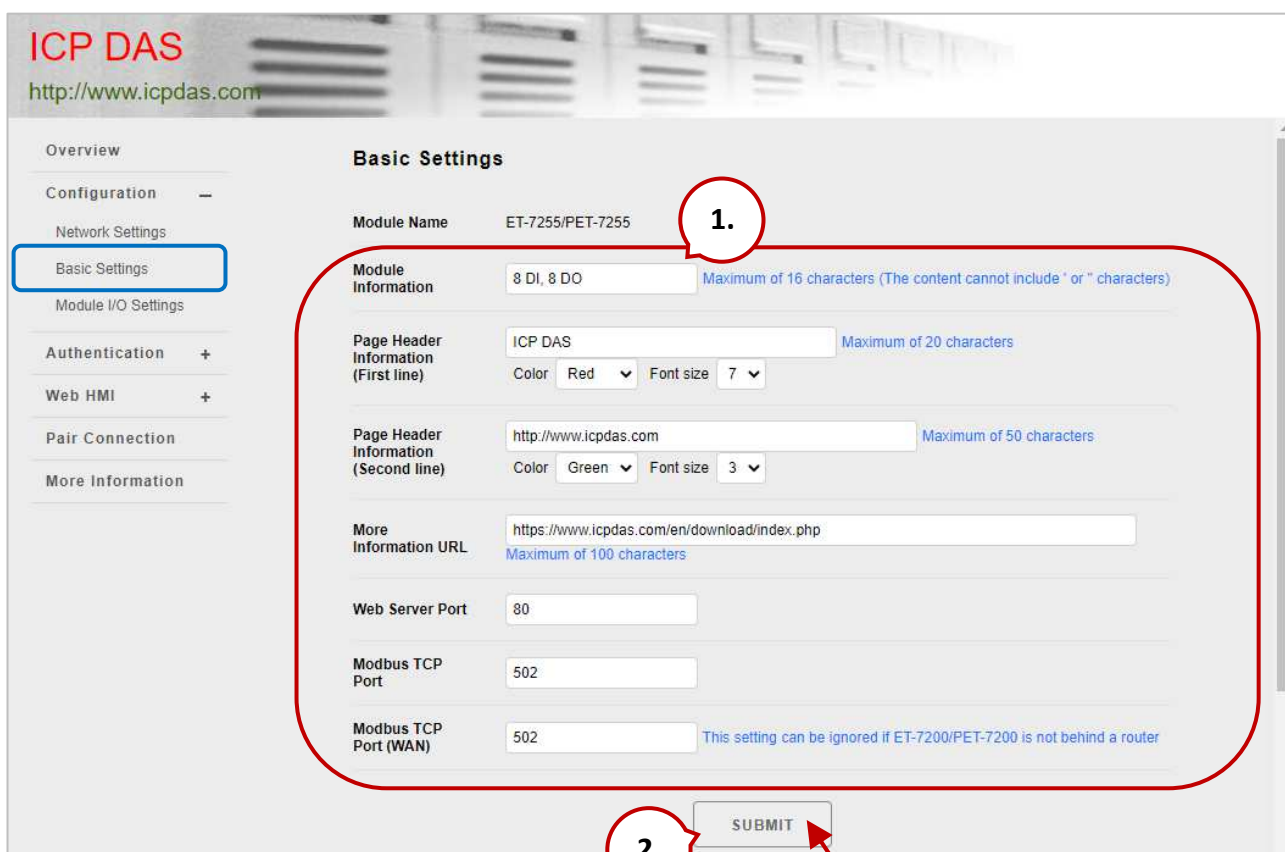 ICP DAS
http://www.icpdas.com
Overview
Configuration –
Network Settings
Basic Settings
Module I/O Settings
Authentication +
Web HMI +
Pair Connection
More Information
Basic Settings
Module Name ET-7255/PET-7255
1.
Module
Information
8 DI, 8 DO Maximum of 16 characters (The content cannot include ' or " characters)
Page Header
Information
(First line)
ICP DAS Maximum of 20 characters
Color Red Font size 7
Page Header
Information
(Second line)
http://www.icpdas.com Maximum of 50 characters
Color Green Font size 3
More
Information URL
https://www.icpdas.com/en/download/index.php
Maximum of 100 characters
Web Server Port 80
Modbus TCP
Port
502
Modbus TCP
Port (WAN)
502 This setting can be ignored if ET-7200/PET-7200 is not behind a router
SUBMIT
2